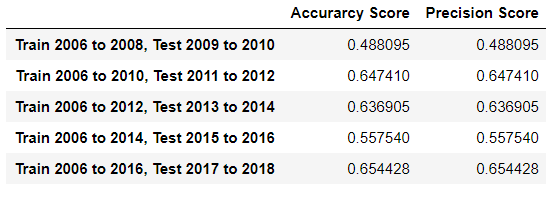 Accurarcy Score Precision Score
Train 2006 to 2008, Test 2009 to 2010 0.488095 0.488095
Train 2006 to 2010, Test 2011 to 2012 0.647410 0.647410
Train 2006 to 2012, Test 2013 to 2014 0.636905 0.636905
Train 2006 to 2014, Test 2015 to 2016 0.557540 0.557540
Train 2006 to 2016, Test 2017 to 2018 0.654428 0.654428